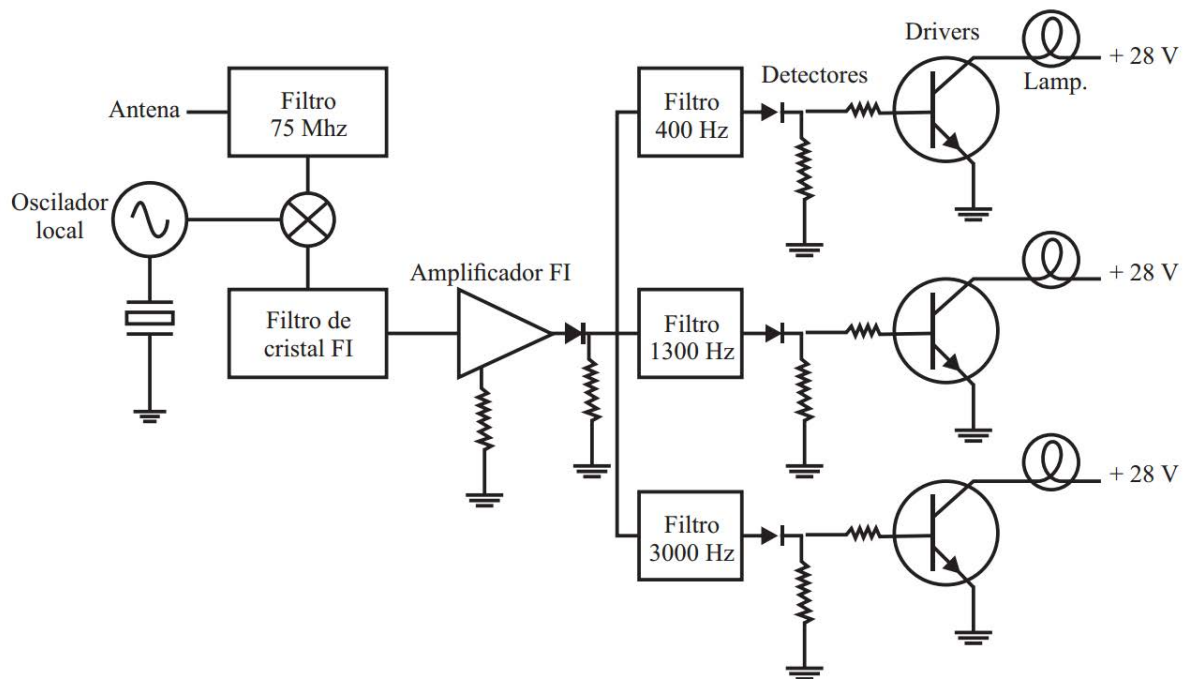 Drivers
+ 28 V
Lamp.
Detectores
Filtro
400 Hz
Antena
Filtro
75 Mhz
Oscilador
local
Amplificador FI
Filtro de
cristal FI
Filtro
1300 Hz
+ 28 V
Filtro
3000 Hz
+ 28 V